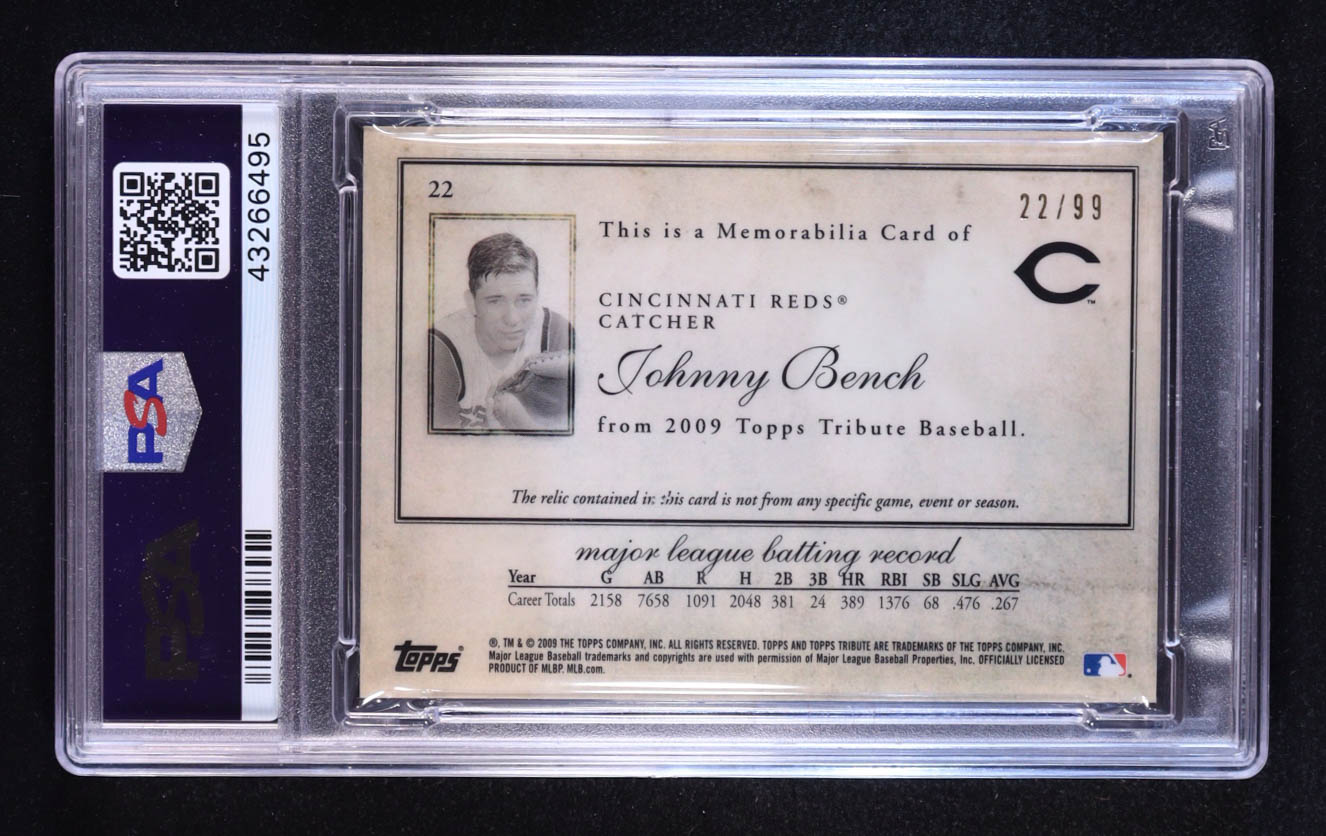 43266495
PSA
PSA
22
22/99
This is a Memorabilia Card of
C
™
CINCINNATI REDS®
CATCHER
Johnny Bench
from 2009 Topps Tribute Baseball.
The relic contained in this card is not from any specific game, event or season.
major league batting record
Year G AB R H 2B 3B HR RBI SB SLG AVG
Career Totals 2158 7658 1091 2048 381 24 389 1376 68 .476 .267
topps®
®, TM & © 2009 THE TOPPS COMPANY, INC. ALL RIGHTS RESERVED. TOPPS AND TOPPS TRIBUTE ARE TRADEMARKS OF THE TOPPS COMPANY, INC.
Major League Baseball trademarks and copyrights are used with permission of Major League Baseball Properties, Inc. OFFICIALLY LICENSED
PRODUCT OF MLBP. MLB.com.
PSA